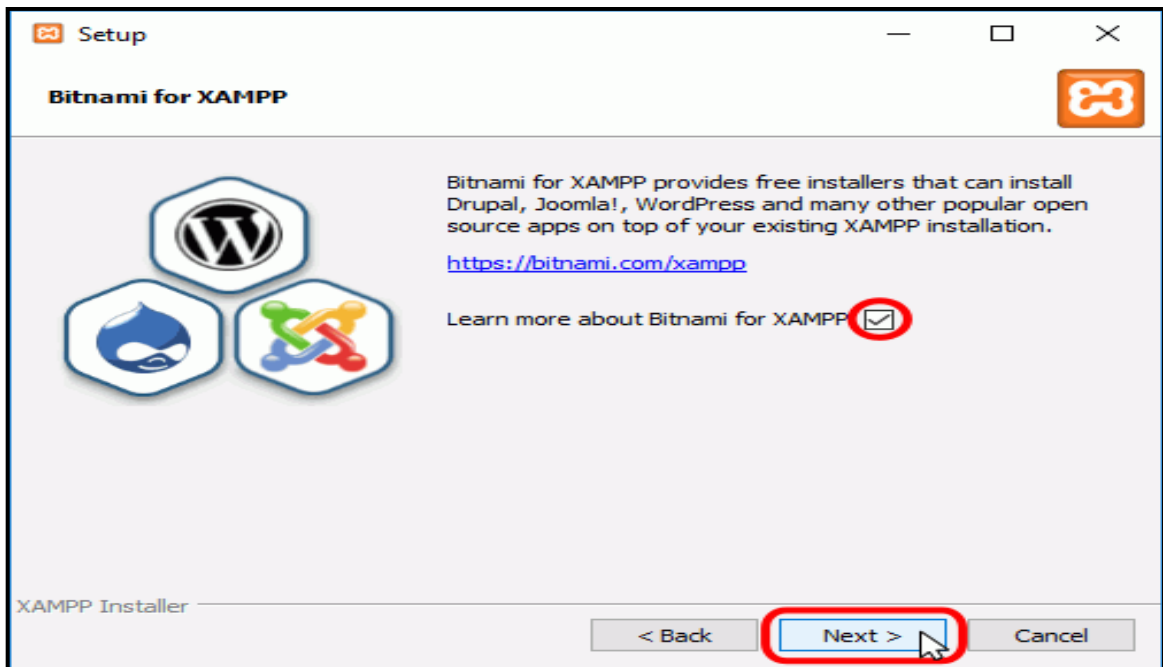 Setup
Bitnami for XAMPP
Bitnami for XAMPP provides free installers that can install
Drupal, Joomla!, WordPress and many other popular open
source apps on top of your existing XAMPP installation.
https://bitnami.com/xampp
Learn more about Bitnami for XAMPP
XAMPP Installer
< Back Next > Cancel